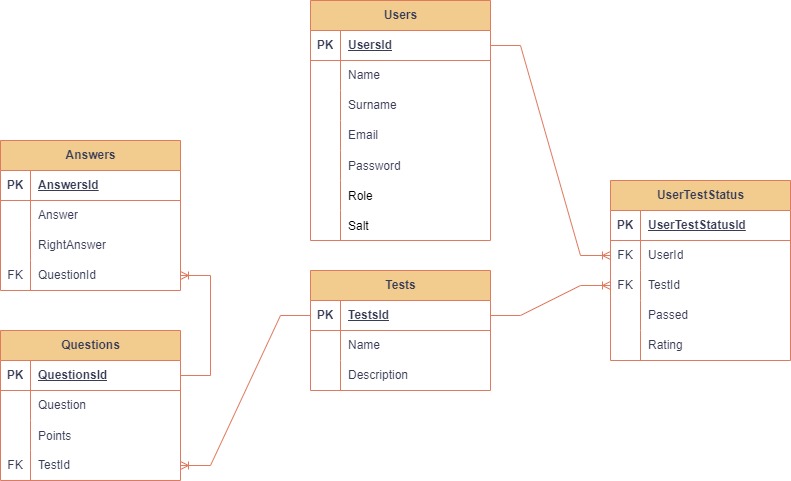 Users
PK UsersId
Name
Surname
Email
Password
Role
Salt
Answers
PK AnswersId
Answer
RightAnswer
FK QuestionId
UserTestStatus
PK UserTestStatusId
FK UserId
FK TestId
Passed
Rating
Tests
PK TestsId
Name
Description
Questions
PK QuestionsId
Question
Points
FK TestId